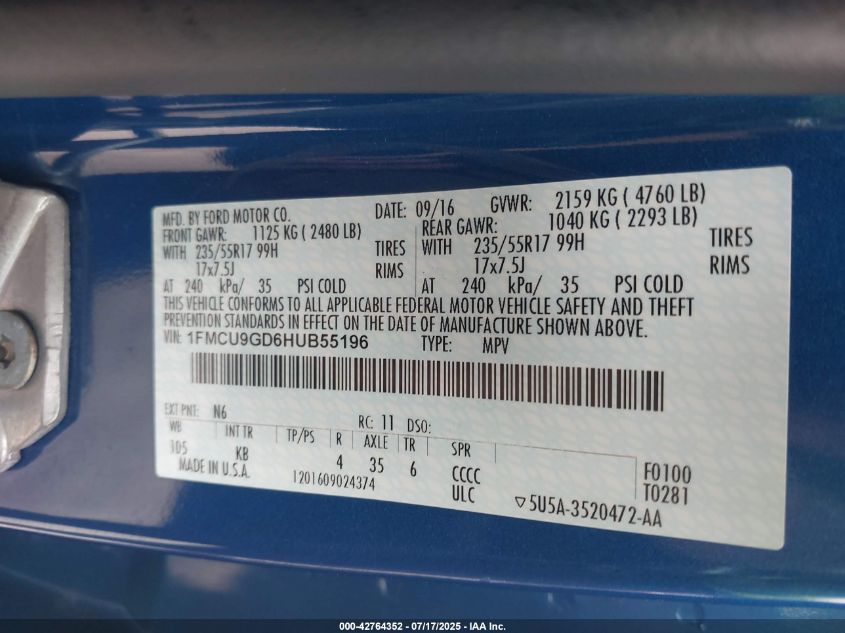 MFD. BY FORD MOTOR CO. DATE: 09/16 GVWR: 2159 KG ( 4760 LB)
FRONT GAWR: 1125 KG ( 2480 LB) REAR GAWR: 1040 KG ( 2293 LB)
WITH 235/55R17 99H TIRES WITH 235/55R17 99H TIRES
17x7.5J RIMS 17x7.5J RIMS
AT 240 kPa/ 35 PSI COLD AT 240 kPa/ 35 PSI COLD
THIS VEHICLE CONFORMS TO ALL APPLICABLE FEDERAL MOTOR VEHICLE SAFETY AND THEFT
PREVENTION STANDARDS IN EFFECT ON THE DATE OF MANUFACTURE SHOWN ABOVE.
VIN: 1FMCU9GD6HUB55196 TYPE: MPV
EXT PNT: N6 RC: 11 DSO:
WB INT TR TP/PS R AXLE TR SPR
105 KB 4 35 6 CCCC F0100
MADE IN U.S.A. 1201609024374 ULC T0281
▽5U5A-3520472-AA
000-42764352 - 07/17/2025 - IAA Inc.